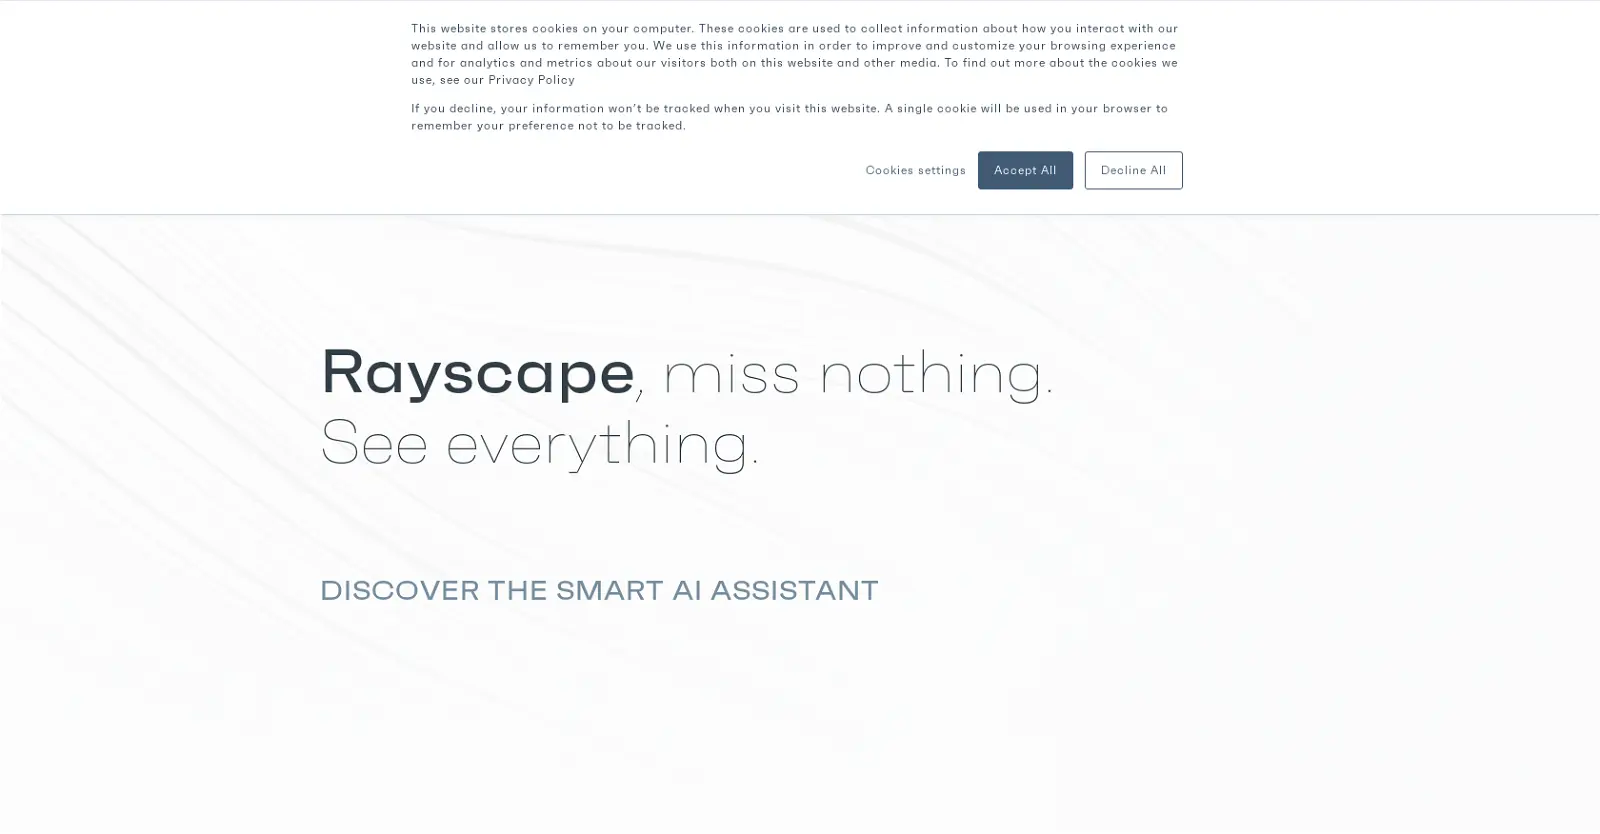 This website stores cookies on your computer. These cookies are used to collect information about how you interact with our
website and allow us to remember you. We use this information in order to improve and customize your browsing experience
and for analytics and metrics about our visitors both on this website and other media. To find out more about the cookies we
use, see our Privacy Policy
If you decline, your information won't be tracked when you visit this website. A single cookie will be used in your browser to
remember your preference not to be tracked.
Cookies settings Accept All Decline All
Rayscape, miss nothing.
See everything.
DISCOVER THE SMART AI ASSISTANT